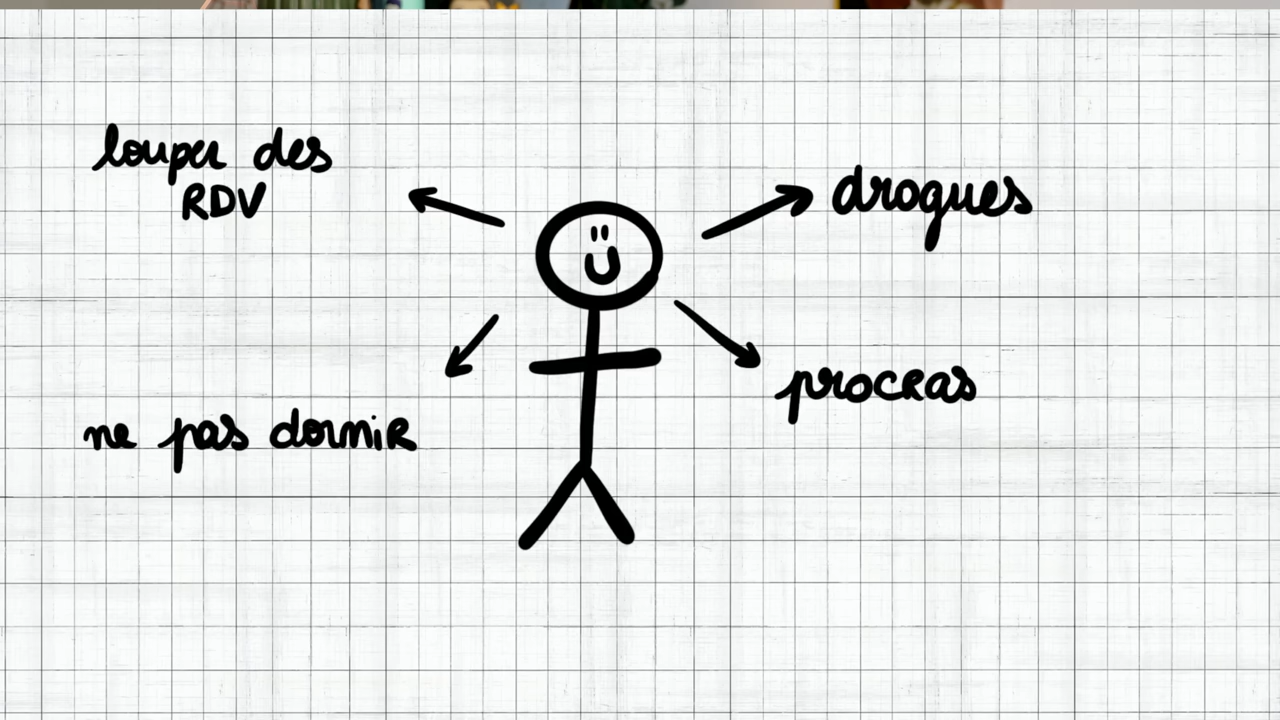 louper des
RDV
drogues
procras
ne pas dormir